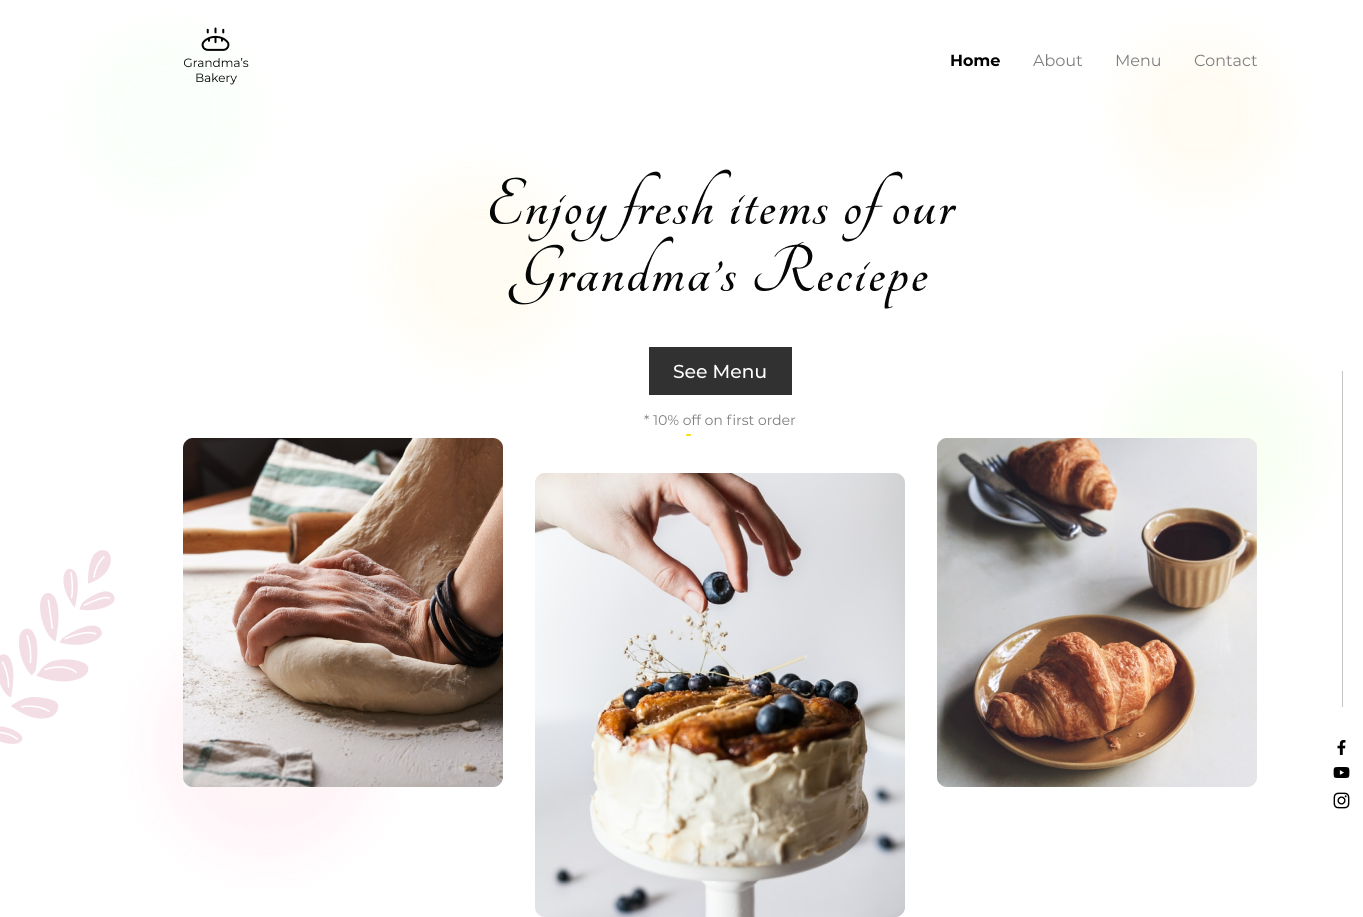 Grandma's
Bakery
Home About Menu Contact
Enjoy fresh items of our
Grandma's Reciepe
See Menu
* 10% off on first order